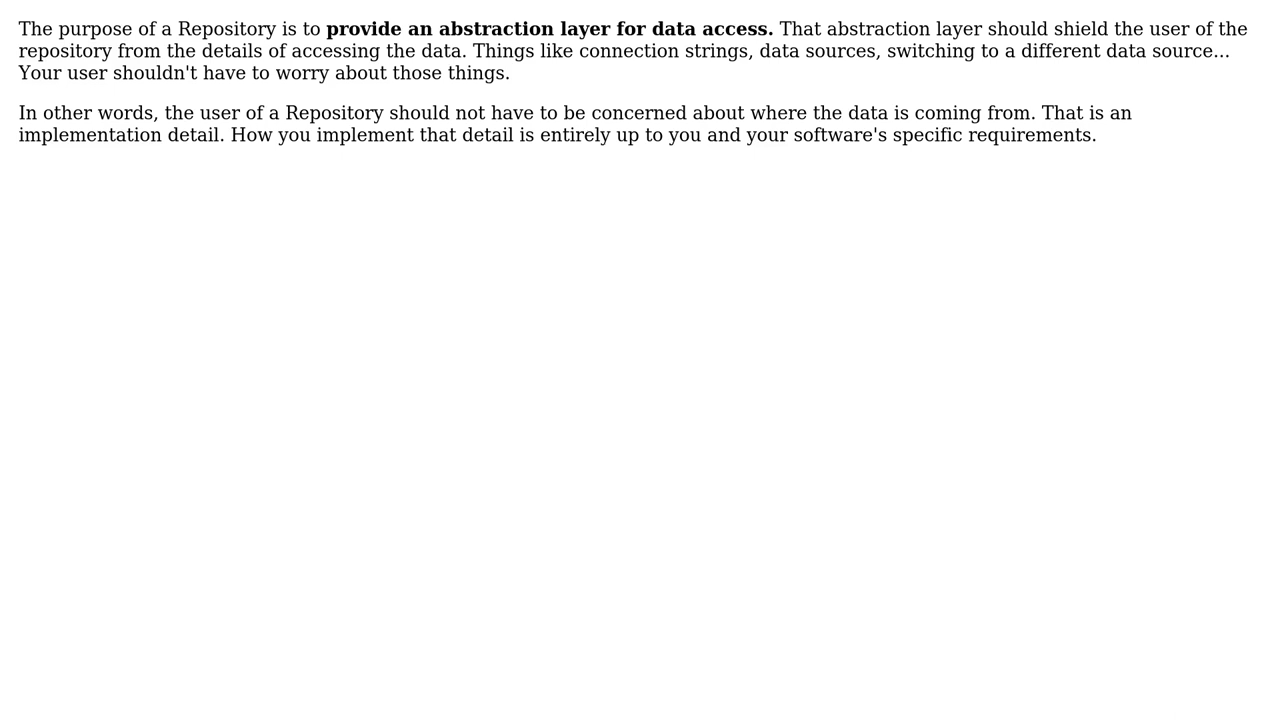 The purpose of a Repository is to provide an abstraction layer for data access. That abstraction layer should shield the user of the
repository from the details of accessing the data. Things like connection strings, data sources, switching to a different data source...
Your user shouldn't have to worry about those things.
In other words, the user of a Repository should not have to be concerned about where the data is coming from. That is an
implementation detail. How you implement that detail is entirely up to you and your software's specific requirements.